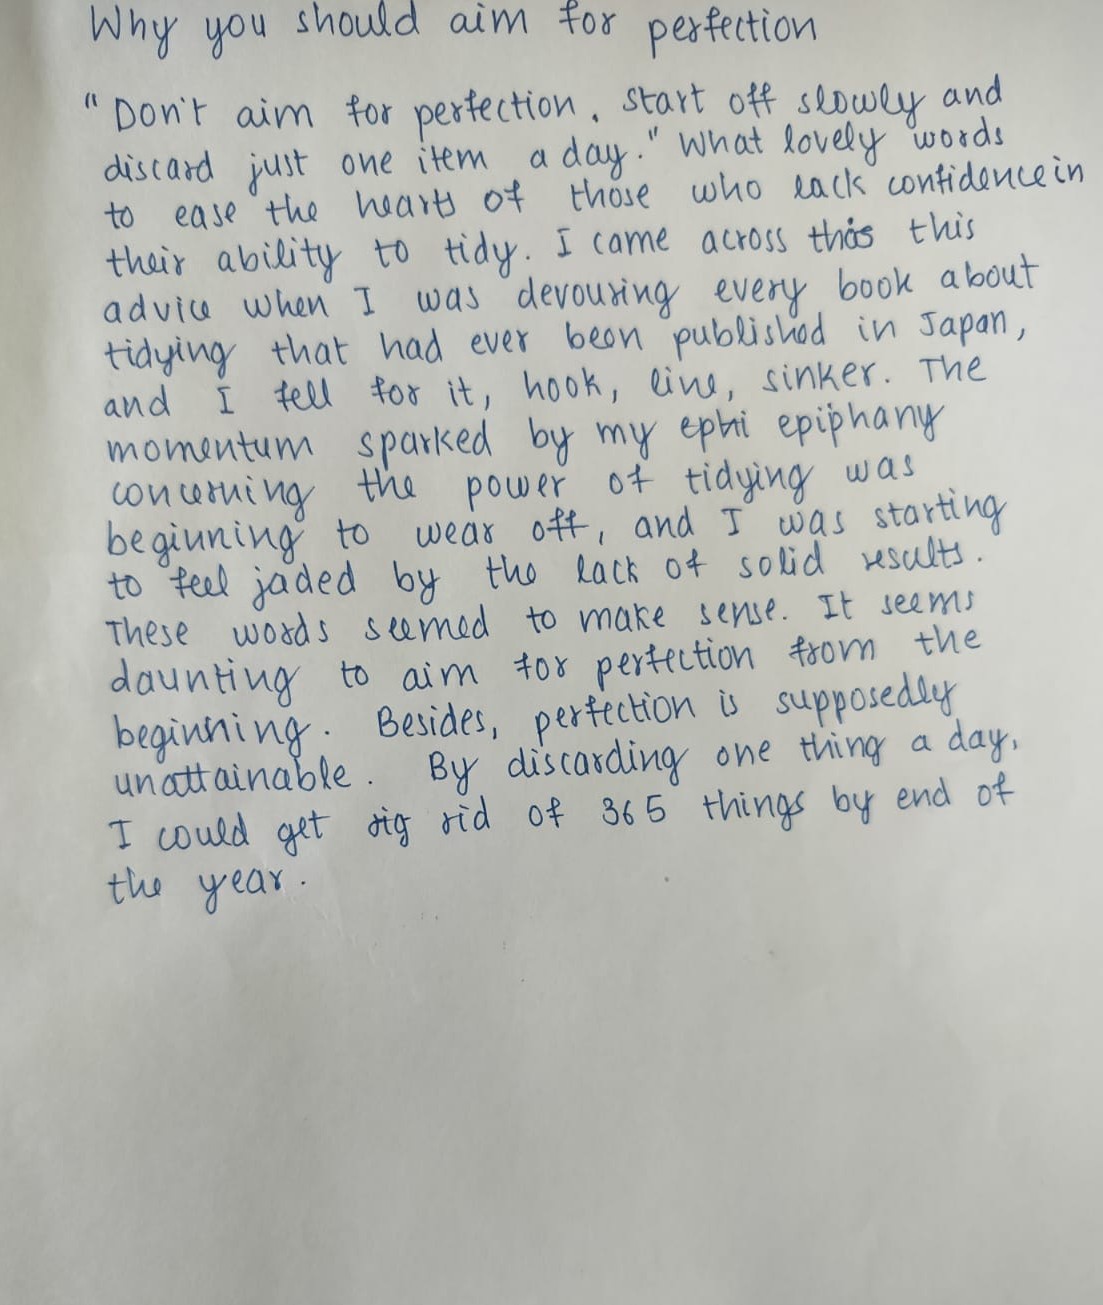 Why you should aim for perfection
"Don't aim for perfection. Start off slowly and
discard just one item a day." What lovely words
to ease the hearts of those who lack confidence in
their ability to tidy. I came across this this
advice when I was devouring every book about
tidying that had ever been published in Japan,
and I fell for it, hook, line, sinker. The
momentum sparked by my ephi epiphany
concerning the power of tidying was
beginning to wear off, and I was starting
to feel jaded by the lack of solid results.
These words seemed to make sense. It seems
daunting to aim for perfection from the
beginning. Besides, perfection is supposedly
unattainable. By discarding one thing a day,
I could get rig rid of 365 things by end of
the year.